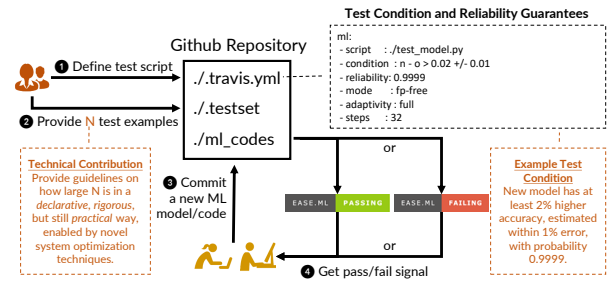 Test Condition and Reliability Guarantees
ml:
- script : ./test_model.py
- condition : n - o > 0.02 +/- 0.01
- reliability: 0.9999
- mode : fp-free
- adaptivity : full
- steps : 32
Github Repository
./.travis.yml
./.testset
./ml_codes
1 Define test script
2 Provide N test examples
Technical Contribution
Provide guidelines on
how large N is in a
declarative, rigorous,
but still practical way,
enabled by novel
system optimization
techniques.
3 Commit
a new ML
model/code
or
EASE.ML PASSING
EASE.ML FAILING
or
4 Get pass/fail signal
Example Test
Condition
New model has at
least 2% higher
accuracy, estimated
within 1% error,
with probability
0.9999.